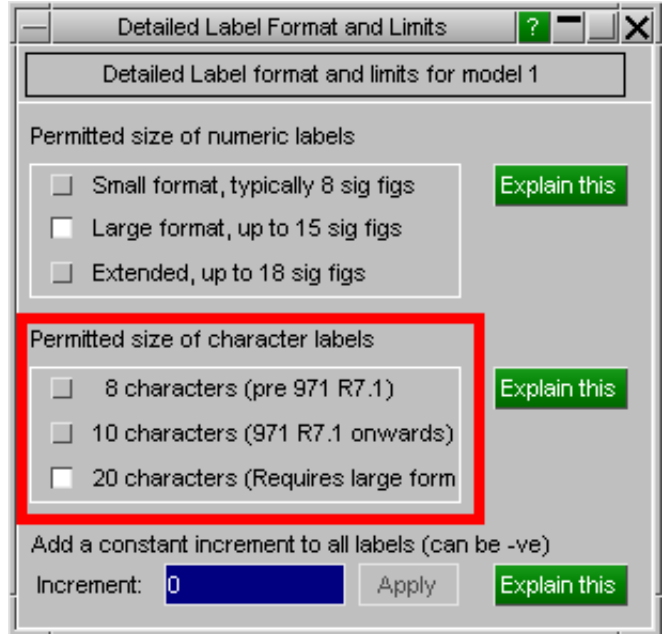 Detailed Label Format and Limits ?
Detailed Label format and limits for model 1
Permitted size of numeric labels
Small format, typically 8 sig figs Explain this
Large format, up to 15 sig figs
Extended, up to 18 sig figs
Permitted size of character labels
8 characters (pre 971 R7.1) Explain this
10 characters (971 R7.1 onwards)
20 characters (Requires large form
Add a constant increment to all labels (can be -ve)
Increment: 0 Apply Explain this